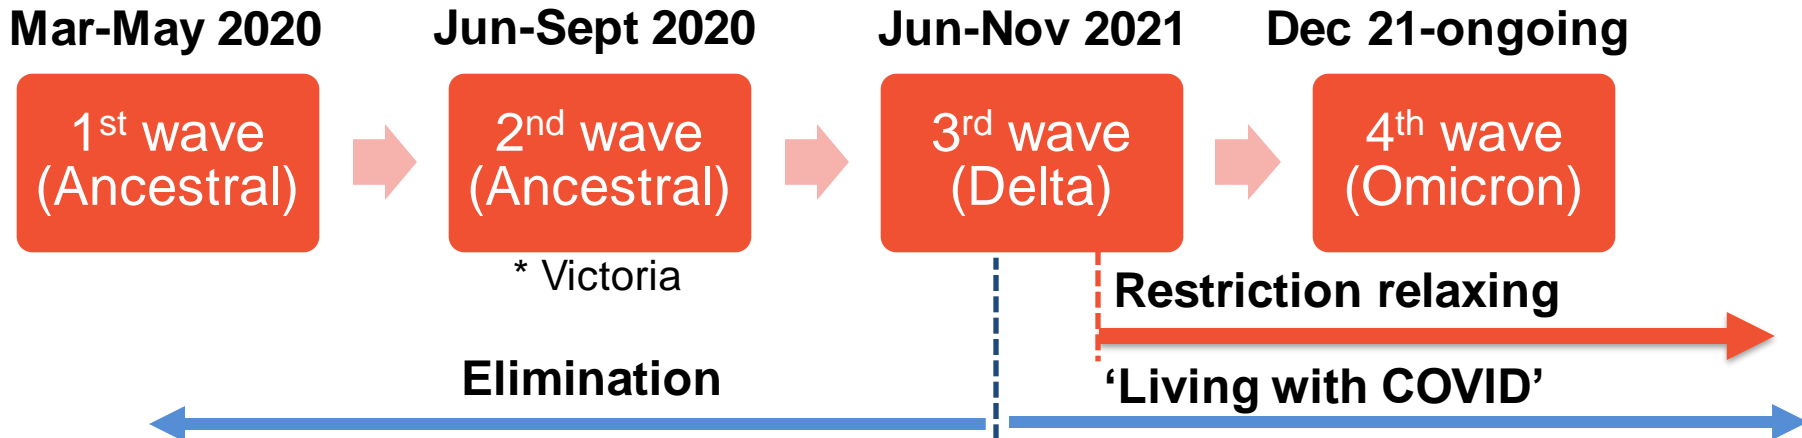 Mar-May 2020 Jun-Sept 2020 Jun-Nov 2021 Dec 21-ongoing
1st wave
(Ancestral)
2nd wave
(Ancestral)
3rd wave
(Delta)
4th wave
(Omicron)
* Victoria
Restriction relaxing
Elimination
‘Living with COVID’